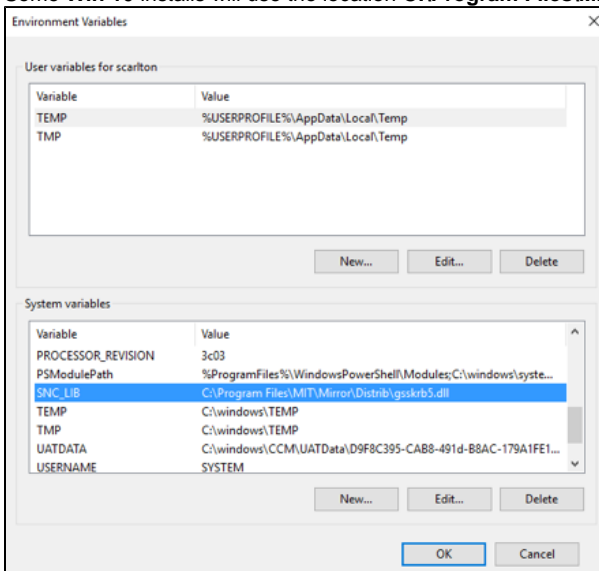 Environment Variables
User variables for scarlton
Variable Value
TEMP %USERPROFILE%\AppData\Local\Temp
TMP %USERPROFILE%\AppData\Local\Temp
New... Edit... Delete
System variables
Variable Value
PROCESSOR_REVISION 3c03
PSModulePath %ProgramFiles%\WindowsPowerShell\Modules;C:\windows\syste...
SNC_LIB C:\Program Files\MIT\Mirror\Distrib\gsskrb5.dll
TEMP C:\windows\TEMP
TMP C:\windows\TEMP
UATDATA C:\windows\CCM\UATData\D9F8C395-CAB8-491d-B8AC-179A1FE1...
USERNAME SYSTEM
New... Edit... Delete
OK Cancel